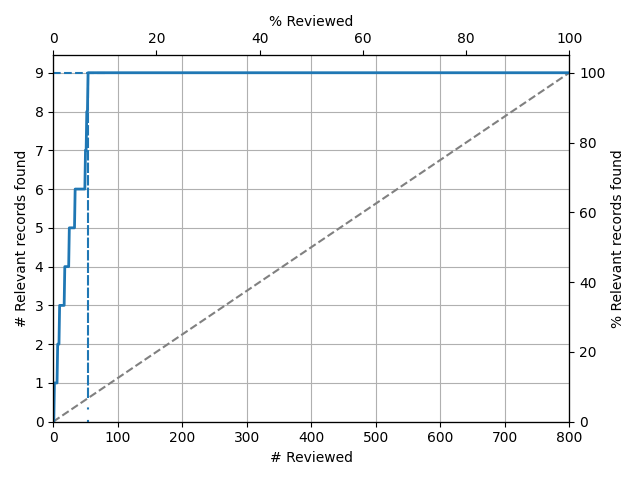 % Reviewed
0 20 40 60 80 100
9 100
8
7 80
6
5 60
4 40
3
2 20
1
0 0
# Relevant records found
% Relevant records found
0 100 200 300 400 500 600 700 800
# Reviewed